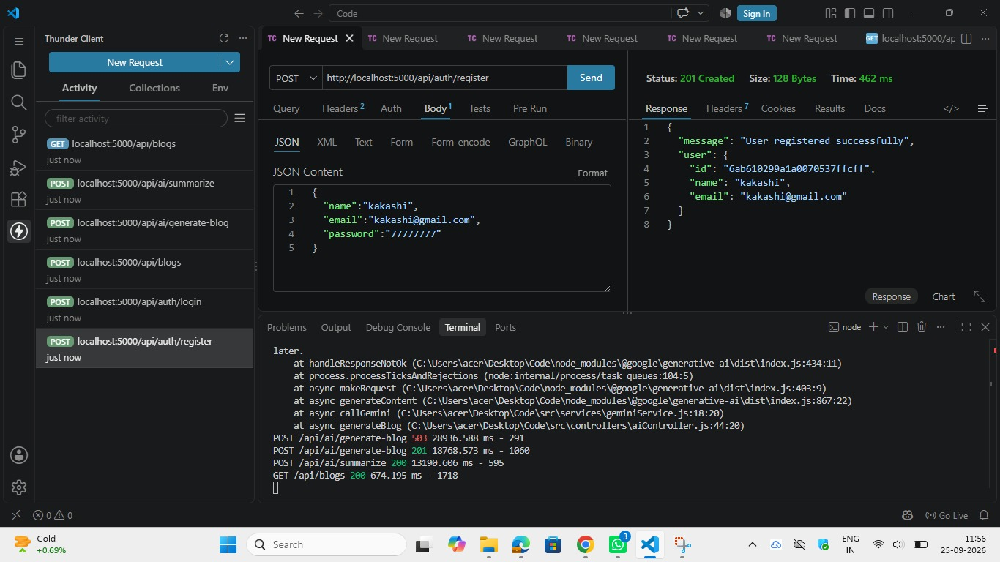 Code
Sign In
Thunder Client
New Request
Activity Collections Env
filter activity
GET localhost:5000/api/blogs
just now
POST localhost:5000/api/ai/summarize
just now
POST localhost:5000/api/ai/generate-blog
just now
POST localhost:5000/api/blogs
just now
POST localhost:5000/api/auth/login
just now
POST localhost:5000/api/auth/register
just now
TC New Request TC New Request TC New Request TC New Request TC New Request TC New Request GET localhost:5000/ap
POST http://localhost:5000/api/auth/register Send
Query Headers 2 Auth Body 1 Tests Pre Run
JSON XML Text Form Form-encode GraphQL Binary
JSON Content Format
1 {
2 "name":"kakashi",
3 "email":"kakashi@gmail.com",
4 "password":"77777777"
5 }
Status: 201 Created Size: 128 Bytes Time: 462 ms
Response Headers 7 Cookies Results Docs </>
1 {
2 "message": "User registered successfully",
3 "user": {
4 "id": "6ab610299a1a0070537ffcff",
5 "name": "kakashi",
6 "email": "kakashi@gmail.com"
7 }
8 }
Response Chart
Problems Output Debug Console Terminal Ports node
later.
at handleResponseNotOk (C:\Users\acer\Desktop\Code\node_modules\@google\generative-ai\dist\index.js:434:11)
at process.processTicksAndRejections (node:internal/process/task_queues:104:5)
at async makeRequest (C:\Users\acer\Desktop\Code\node_modules\@google\generative-ai\dist\index.js:403:9)
at async generateContent (C:\Users\acer\Desktop\Code\node_modules\@google\generative-ai\dist\index.js:867:22)
at async callGemini (C:\Users\acer\Desktop\Code\src\services\geminiService.js:18:20)
at async generateBlog (C:\Users\acer\Desktop\Code\src\controllers\aiController.js:44:20)
POST /api/ai/generate-blog 503 28936.588 ms - 291
POST /api/ai/generate-blog 201 18768.573 ms - 1060
POST /api/ai/summarize 200 13190.606 ms - 595
GET /api/blogs 200 674.195 ms - 1718
0 0 Go Live
Gold
+0.69%
Search
3
ENG
IN
11:56
25-09-2026